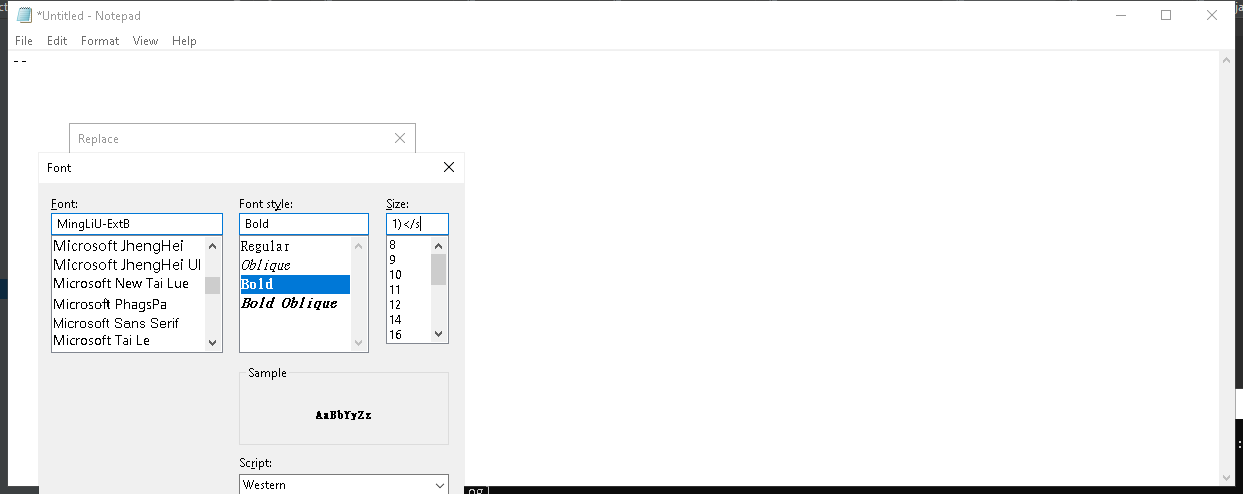 *Untitled - Notepad
File Edit Format View Help
--
Replace
Font
Font: Font style: Size:
MingLiU-ExtB Bold 1)</s
Microsoft JhengHei Regular 8
Microsoft JhengHei UI Oblique 9
Microsoft New Tai Lue Bold 10
Microsoft PhagsPa Bold Oblique 11
Microsoft Sans Serif 12
Microsoft Tai Le 14
16
Sample
AaBbYyZz
Script:
Western